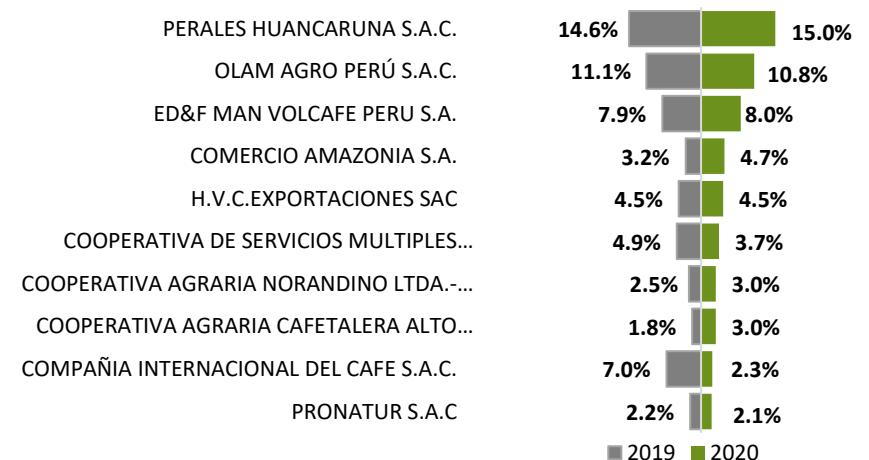 PERALES HUANCARUNA S.A.C. 14.6% 15.0%
OLAM AGRO PERÚ S.A.C. 11.1% 10.8%
ED&F MAN VOLCAFE PERU S.A. 7.9% 8.0%
COMERCIO AMAZONIA S.A. 3.2% 4.7%
H.V.C.EXPORTACIONES SAC 4.5% 4.5%
COOPERATIVA DE SERVICIOS MULTIPLES… 4.9% 3.7%
COOPERATIVA AGRARIA NORANDINO LTDA.-… 2.5% 3.0%
COOPERATIVA AGRARIA CAFETALERA ALTO… 1.8% 3.0%
COMPAÑIA INTERNACIONAL DEL CAFE S.A.C. 7.0% 2.3%
PRONATUR S.A.C 2.2% 2.1%
2019 2020